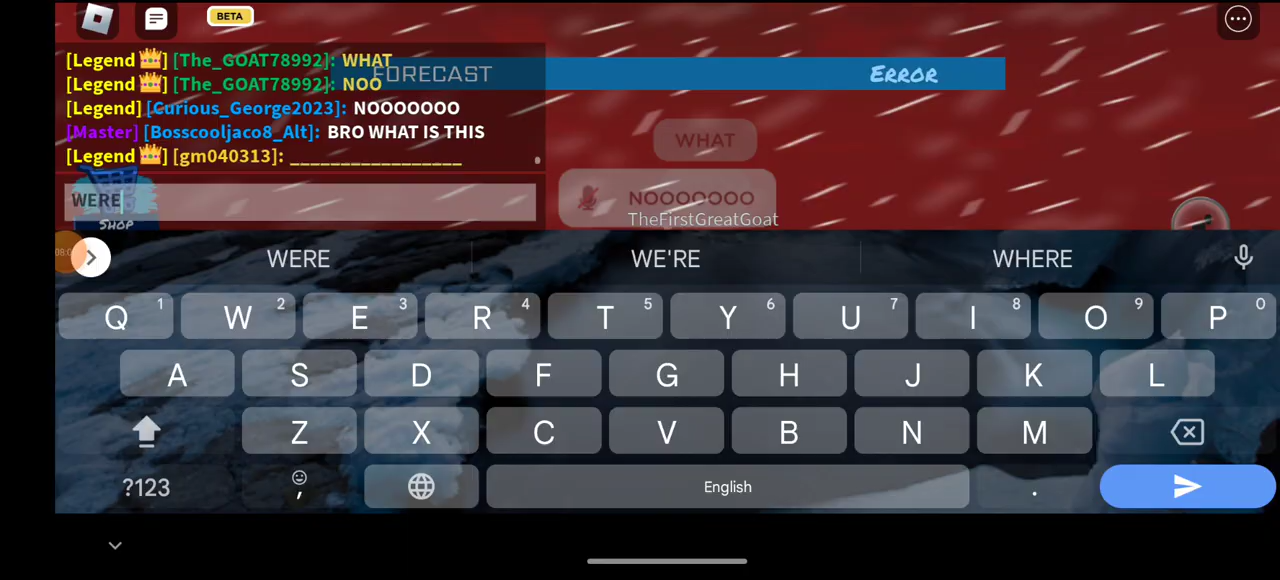 BETA
[Legend👑] [The_GOAT78992]: WHAT
[Legend👑] [The_GOAT78992]: NOO
[Legend] [Curious_George2023]: NOOOOOOO
[Master] [Bosscooljaco8_Alt]: BRO WHAT IS THIS
[Legend👑] [gm040313]: _________________
FORECAST
ERROR
WHAT
NOOOOOOO
TheFirstGreatGoat
WERE
SHOP
WERE WE'RE WHERE
Q 1 W 2 E 3 R 4 T 5 Y 6 U 7 I 8 O 9 P 0
A S D F G H J K L
Z X C V B N M
?123 , English .